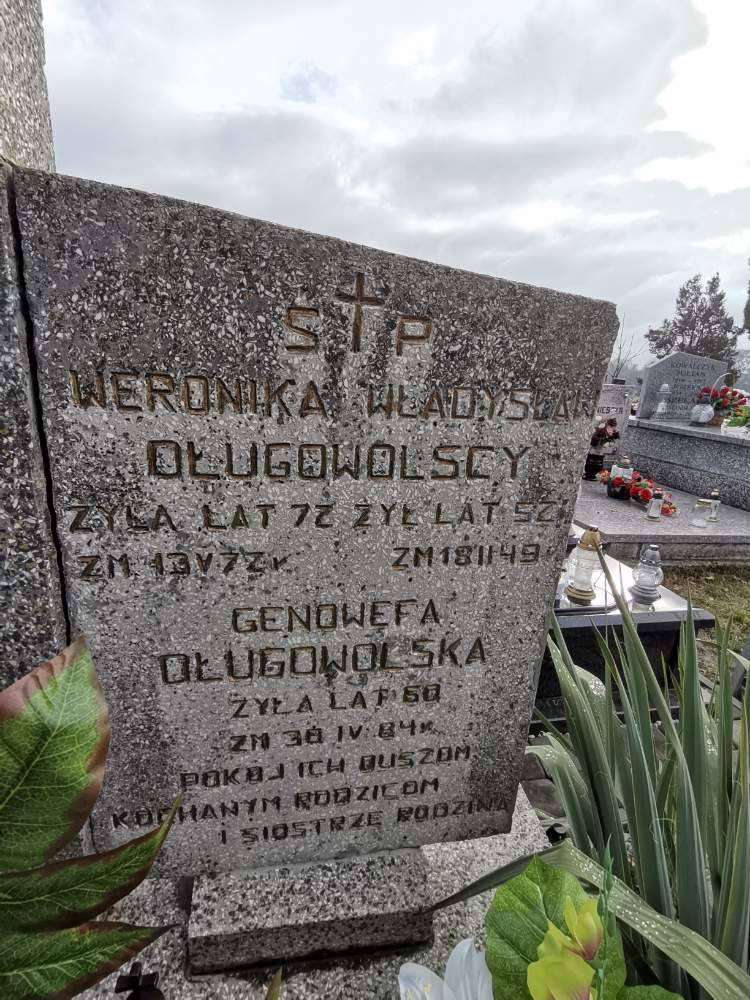 S P
WERONIKA WŁADYSŁAW
DŁUGOWOLSCY
ŻYŁA LAT 72 ŻYŁ LAT 52
ZM 13 V 72 r. ZM 18 II 49
GENOWEFA
DŁUGOWOLSKA
ŻYŁA LAT 60
ZM 30 IV 84 r.
POKÓJ ICH DUSZOM
KOCHANYM RODZICOM
I SIOSTRZE RODZINA